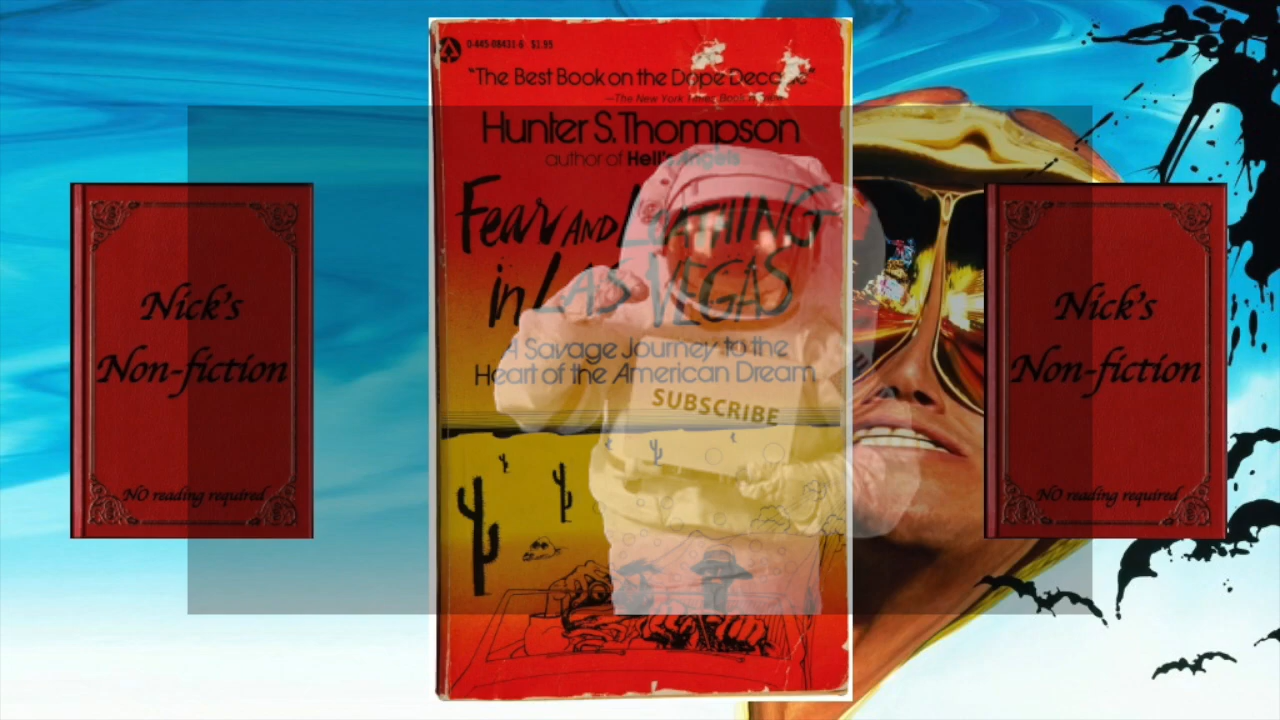 0-445-08431-6 $1.95
"The Best Book on the Dope Decade"
—The New York Times Book Review
Hunter S. Thompson
author of Hell's Angels
Fear AND LOATHING
in LAS VEGAS
A Savage Journey to the
Heart of the American Dream
SUBSCRIBE
Nick's
Non-fiction
NO reading required
Nick's
Non-fiction
NO reading required